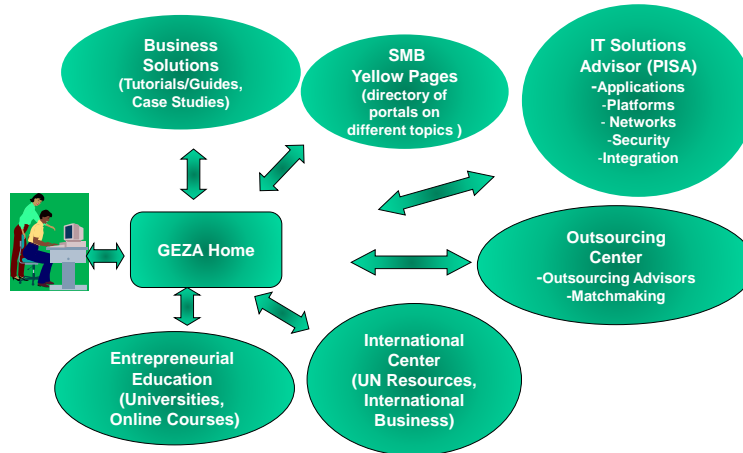 Business
Solutions
(Tutorials/Guides,
Case Studies)
SMB
Yellow Pages
(directory of
portals on
different topics )
IT Solutions
Advisor (PISA)
-Applications
-Platforms
- Networks
-Security
-Integration
GEZA Home
Outsourcing
Center
-Outsourcing Advisors
-Matchmaking
Entrepreneurial
Education
(Universities,
Online Courses)
International
Center
(UN Resources,
International
Business)